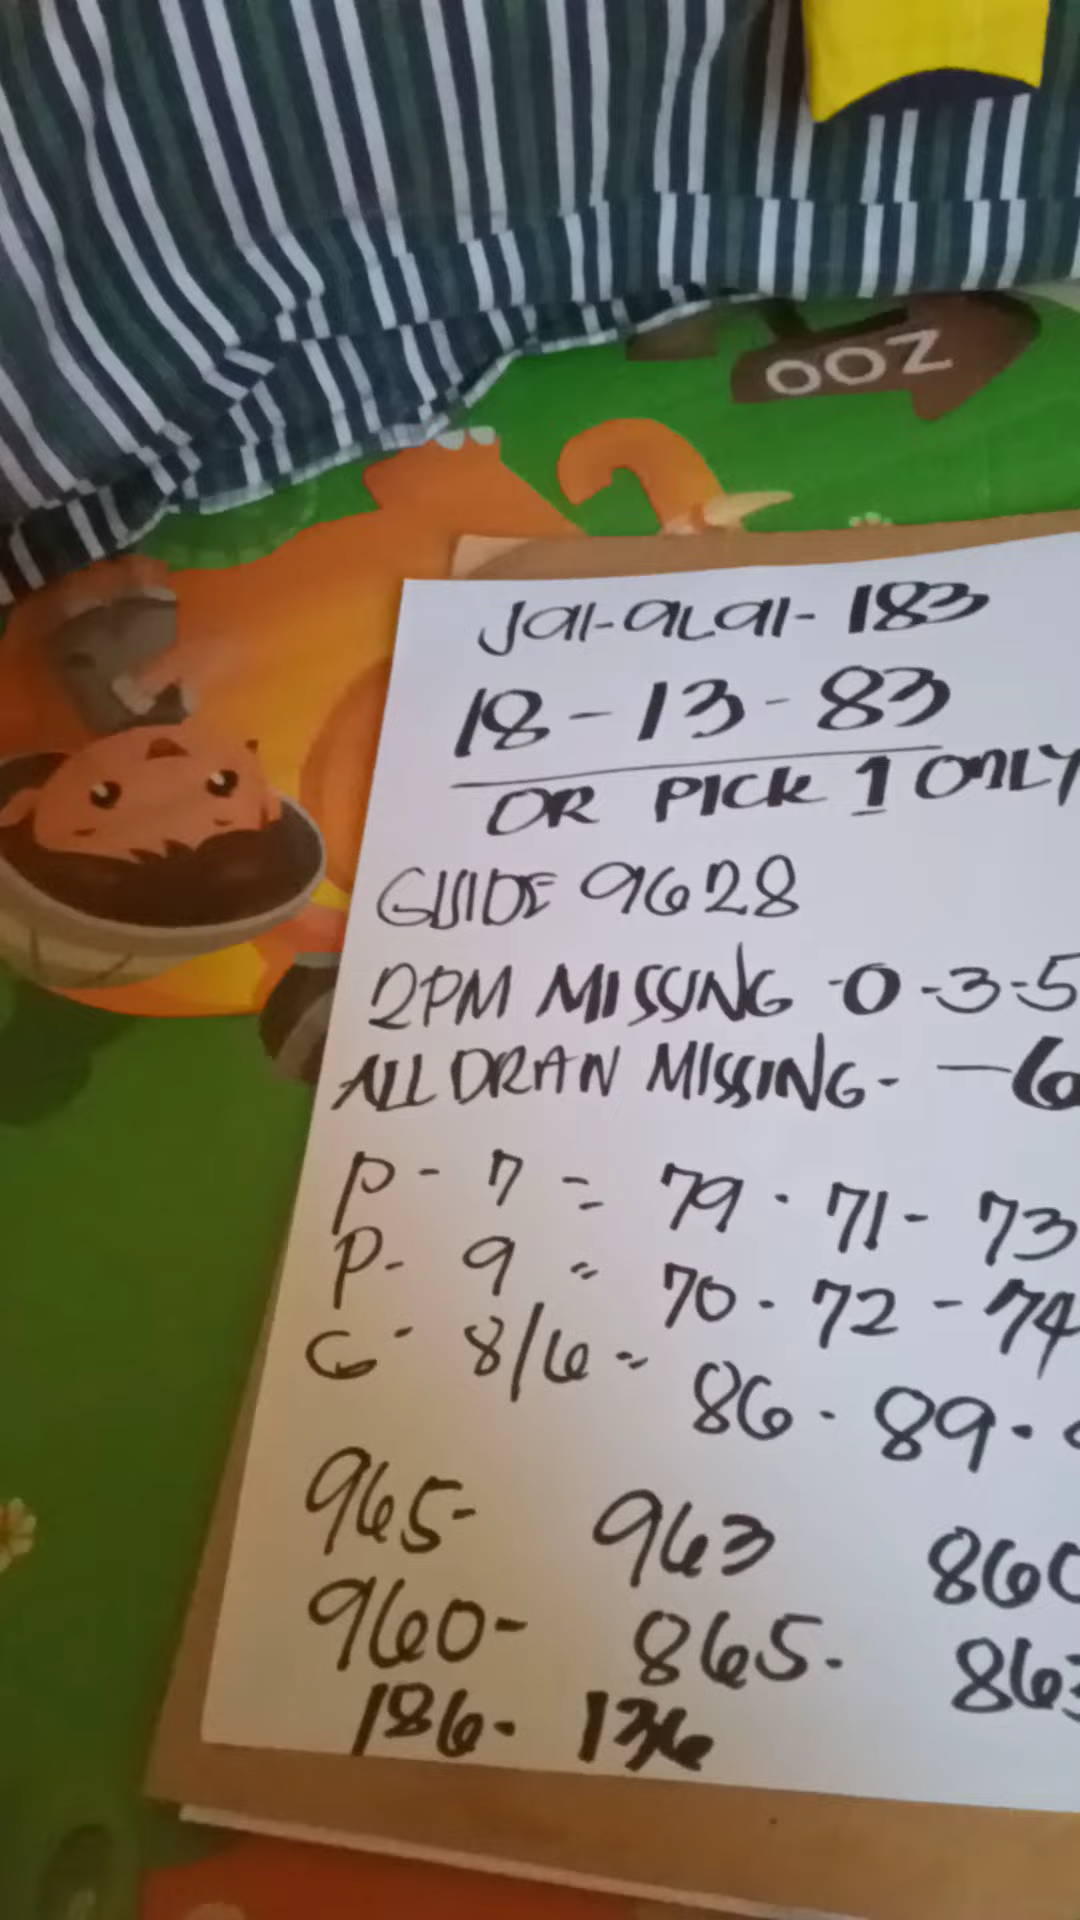 ZOO
Jai-aLai- 183
18 - 13 - 83
OR PICK 1 ONLY
GUIDE 9628
2PM MISSING -0 -3-5
ALL DRAN MISSING- -6
P - 7 = 79 - 71 - 73
P- 9 = 70 - 72 - 74
C - 8/6 = 86 - 89 -
965- 963 860
960- 865- 863
186- 136